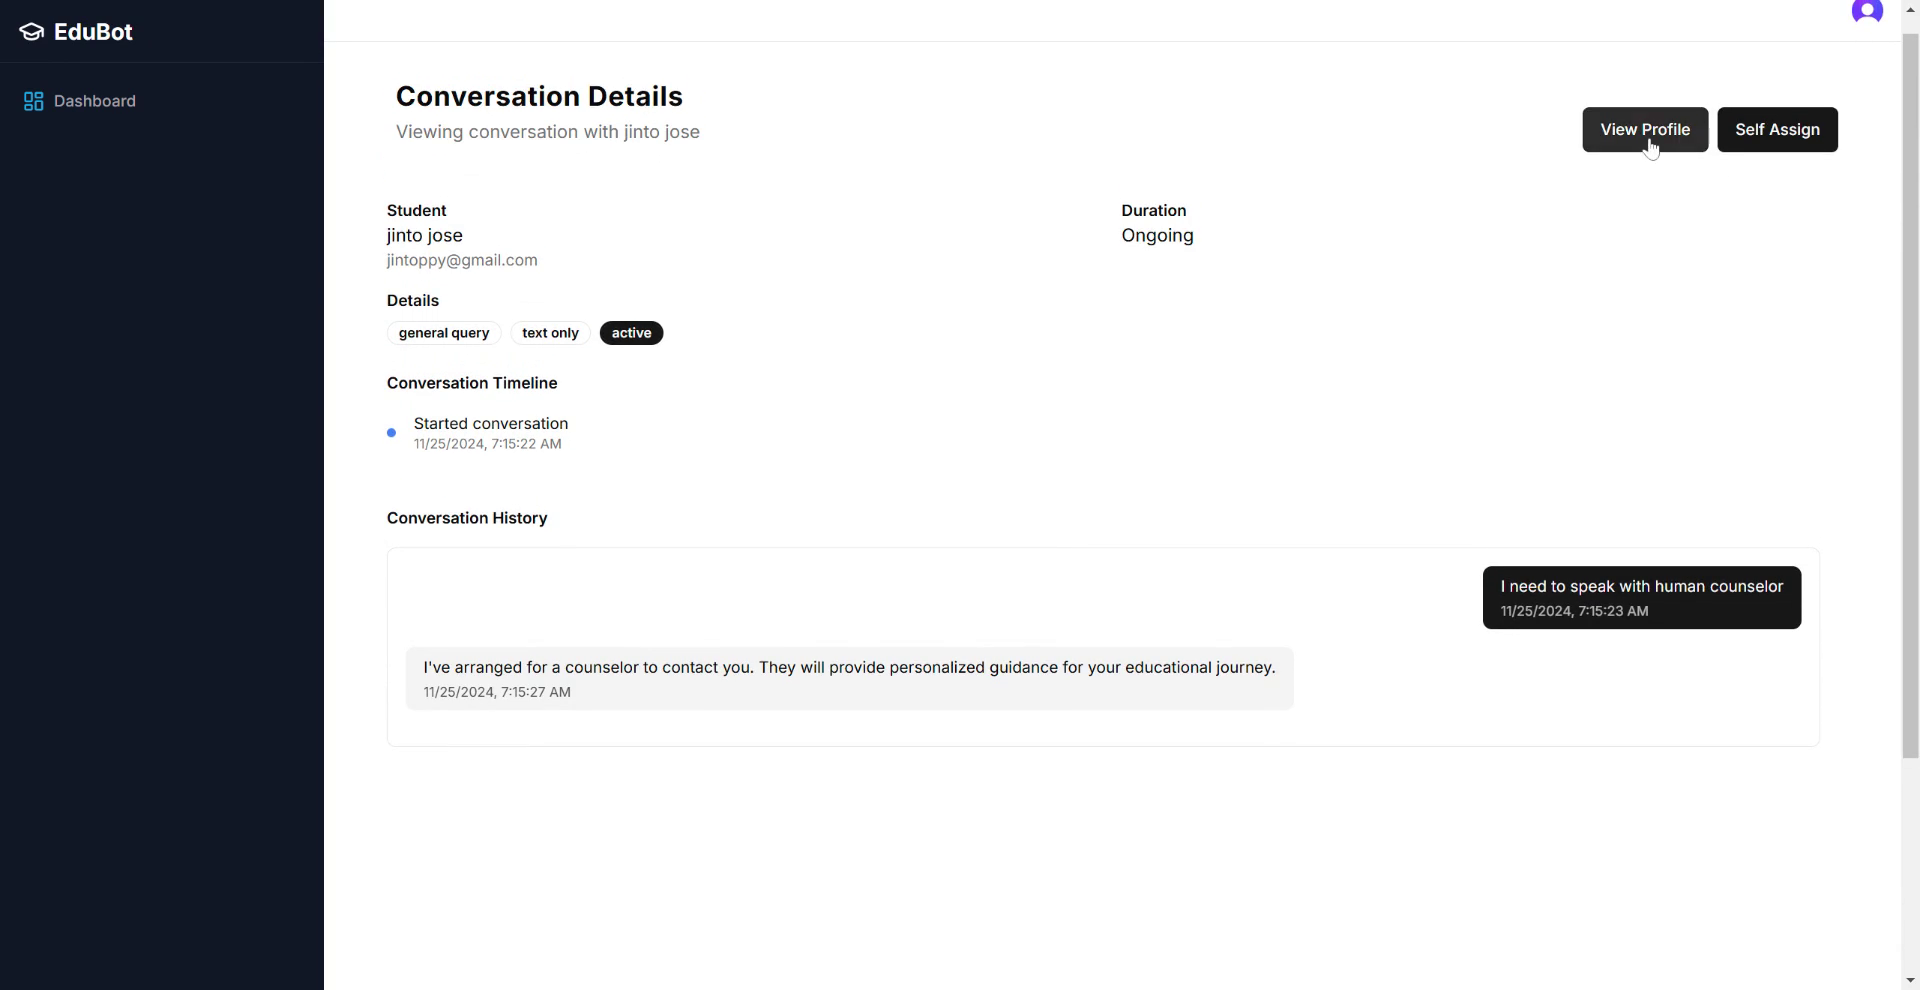 EduBot
Dashboard
Conversation Details
Viewing conversation with jinto jose
View Profile
Self Assign
Student
jinto jose
jintoppy@gmail.com
Duration
Ongoing
Details
general query
text only
active
Conversation Timeline
Started conversation
11/25/2024, 7:15:22 AM
Conversation History
I need to speak with human counselor
11/25/2024, 7:15:23 AM
I've arranged for a counselor to contact you. They will provide personalized guidance for your educational journey.
11/25/2024, 7:15:27 AM